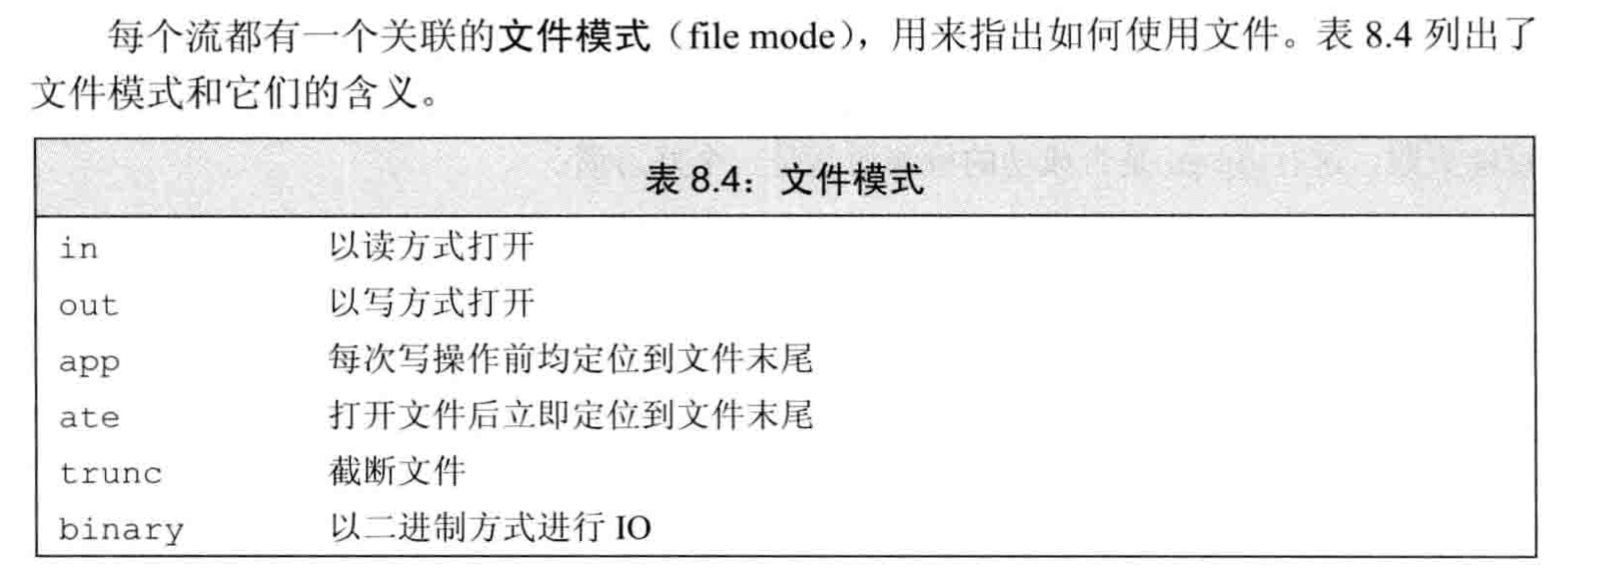 每个流都有一个关联的文件模式（file mode），用来指出如何使用文件。表 8.4 列出了
文件模式和它们的含义。
表 8.4：文件模式
in 以读方式打开
out 以写方式打开
app 每次写操作前均定位到文件末尾
ate 打开文件后立即定位到文件末尾
trunc 截断文件
binary 以二进制方式进行 IO